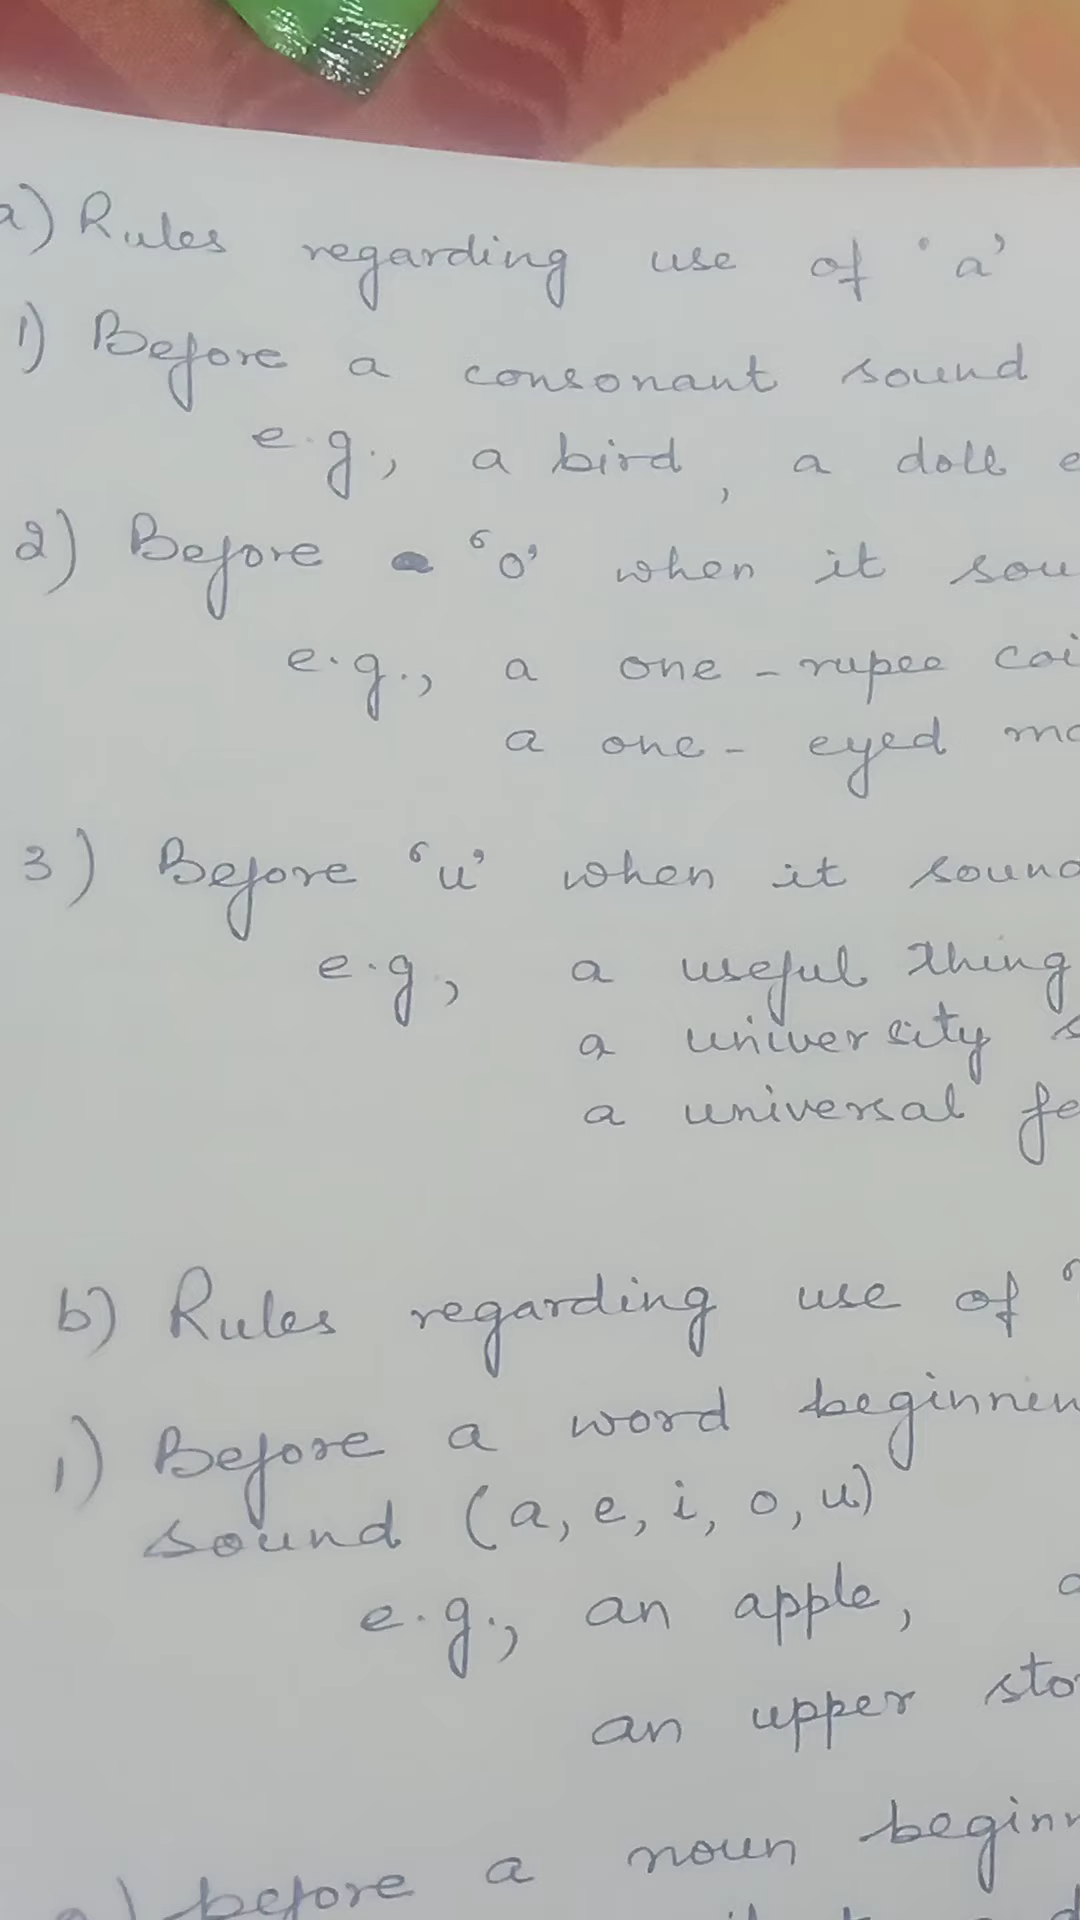 a) Rules regarding use of 'a'
1) Before a consonant sound
e.g., a bird, a doll
2) Before 'o' when it
e.g., a one-rupee
a one-eyed
3) Before 'u' when it
e.g, a useful thing
a university
a universal
b) Rules regarding use of
1) Before a word
sound (a, e, i, o, u)
e.g., an apple,
an upper
before a noun